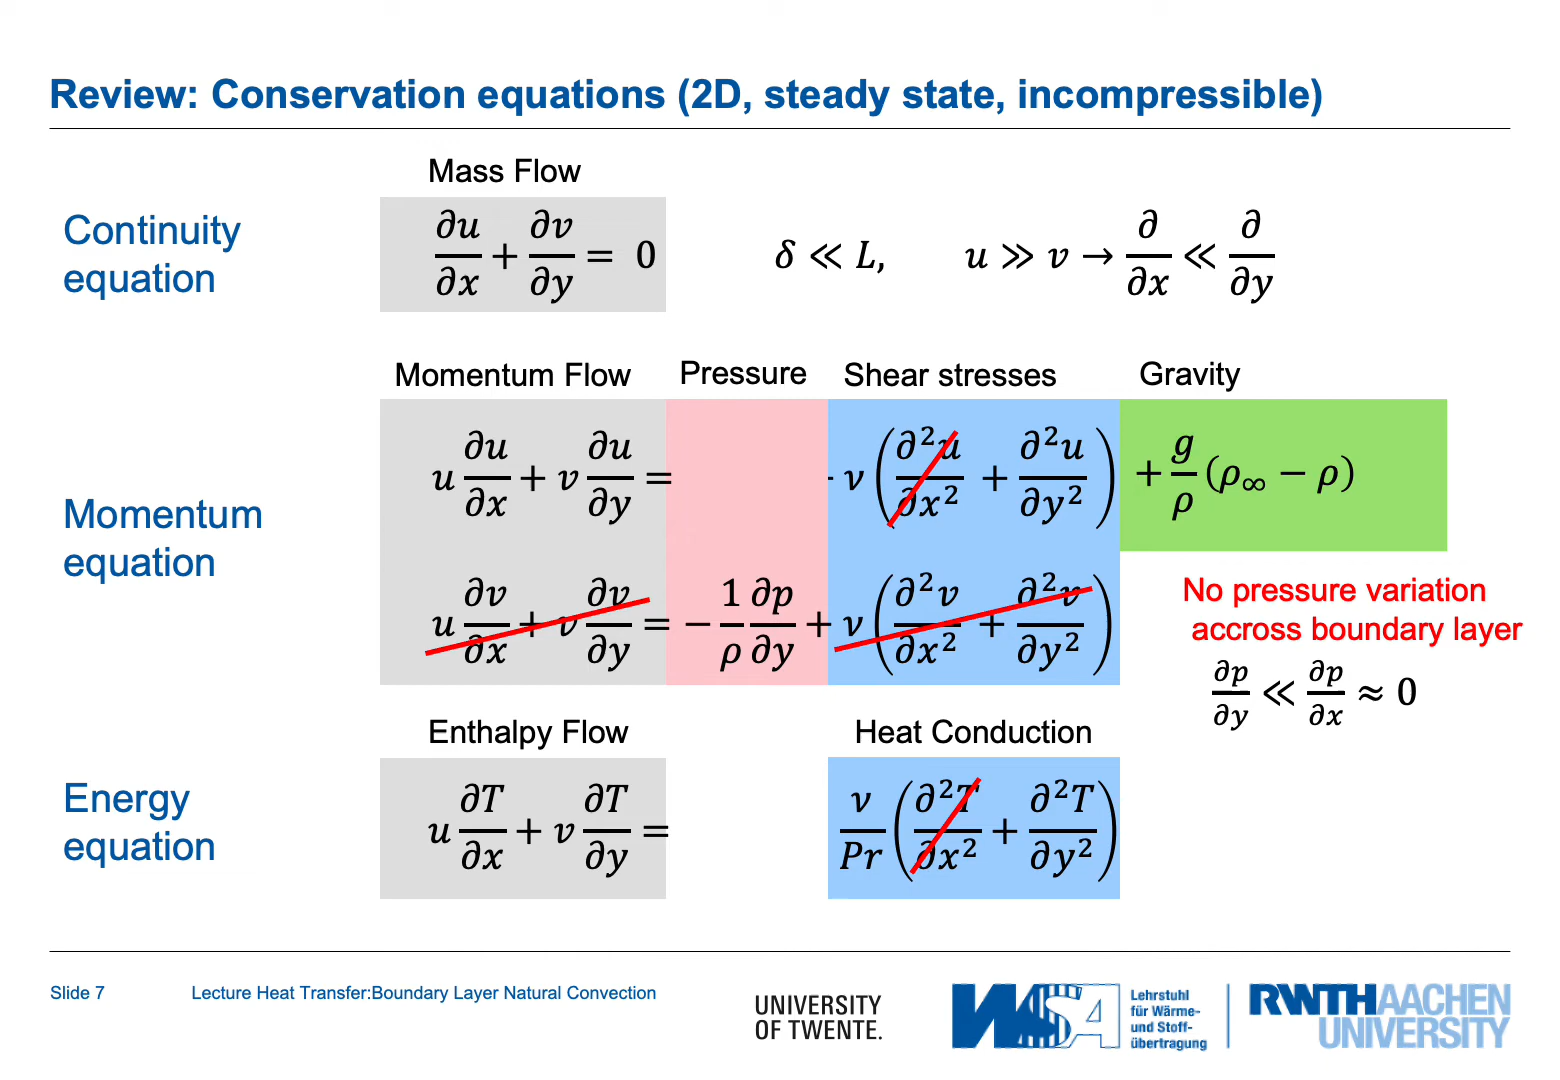 Review: Conservation equations (2D, steady state, incompressible)
Mass Flow
Continuity
equation
∂u/∂x + ∂v/∂y = 0
δ ≪ L, u ≫ v → ∂/∂x ≪ ∂/∂y
Momentum Flow Pressure Shear stresses Gravity
Momentum
equation
u ∂u/∂x + v ∂u/∂y = - ν (∂²u/∂x² + ∂²u/∂y²) + g/ρ (ρ∞ − ρ)
u ∂v/∂x + v ∂v/∂y = − 1/ρ ∂p/∂y + ν (∂²v/∂x² + ∂²v/∂y²)
No pressure variation
accross boundary layer
∂p/∂y ≪ ∂p/∂x ≈ 0
Enthalpy Flow Heat Conduction
Energy
equation
u ∂T/∂x + v ∂T/∂y = ν/Pr (∂²T/∂x² + ∂²T/∂y²)
Slide 7 Lecture Heat Transfer:Boundary Layer Natural Convection
UNIVERSITY
OF TWENTE.
WSA
Lehrstuhl
für Wärme-
und Stoff-
übertragung
RWTH AACHEN
UNIVERSITY